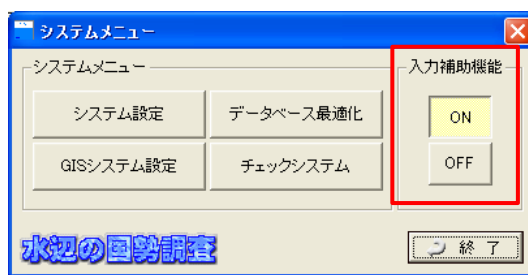 システムメニュー
システムメニュー
入力補助機能
システム設定
データベース最適化
ON
GISシステム設定
チェックシステム
OFF
水辺の国勢調査
終 了